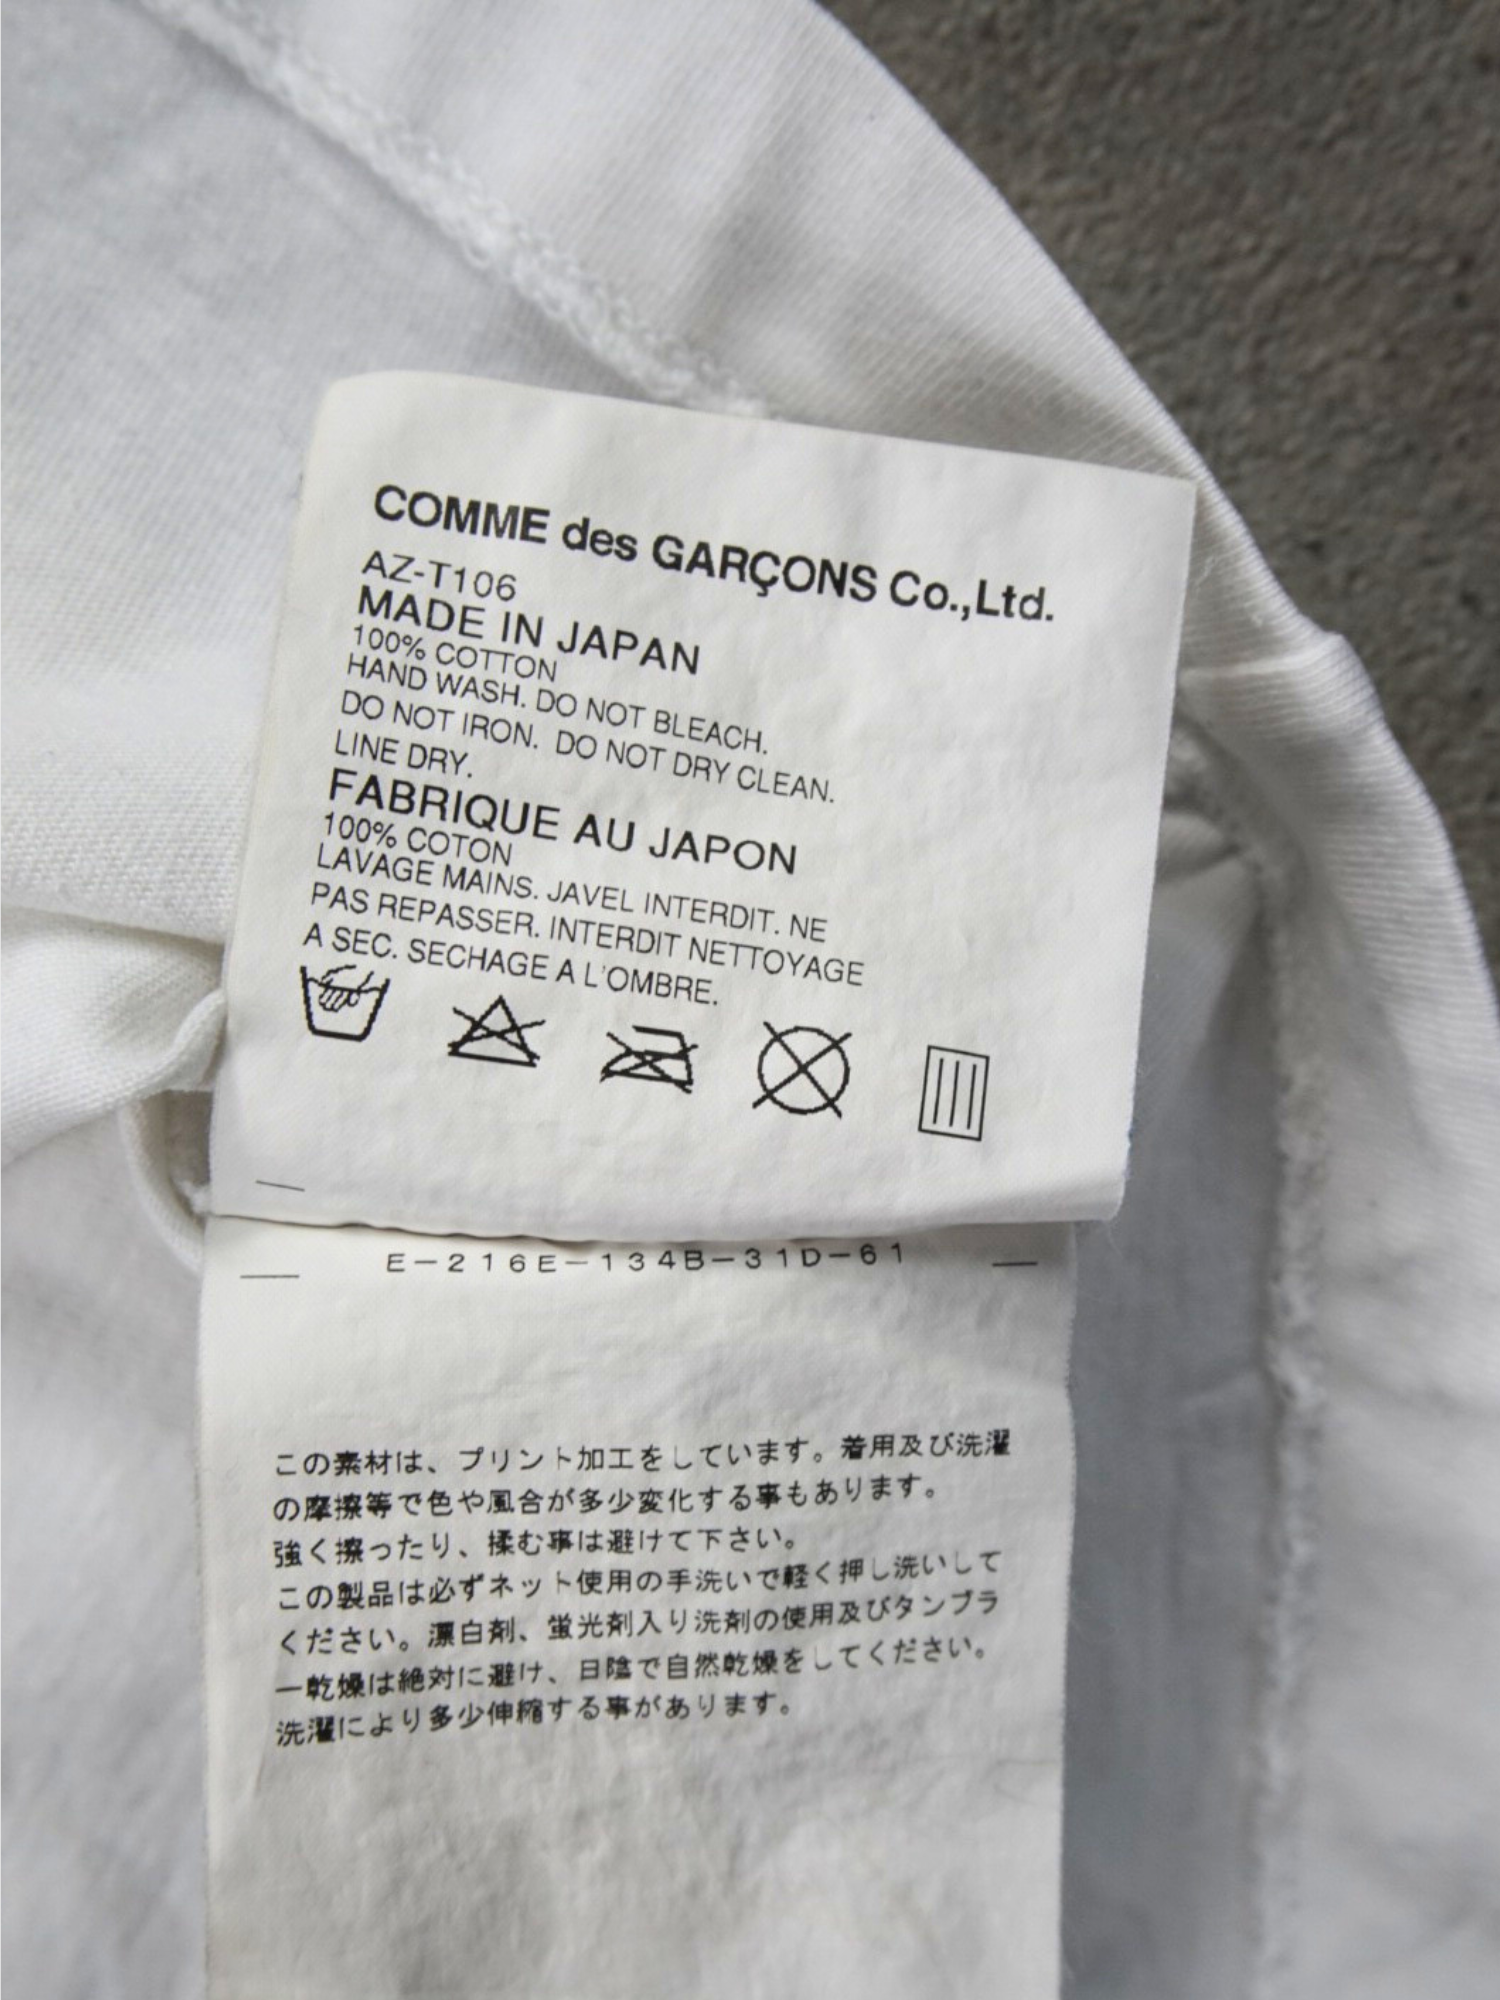 COMME des GARÇONS Co.,Ltd.
AZ-T106
MADE IN JAPAN
100% COTTON
HAND WASH. DO NOT BLEACH.
DO NOT IRON. DO NOT DRY CLEAN.
LINE DRY.
FABRIQUE AU JAPON
100% COTON
LAVAGE MAINS. JAVEL INTERDIT. NE
PAS REPASSER. INTERDIT NETTOYAGE
A SEC. SECHAGE A L'OMBRE.
E-216E-134B-31D-61
この素材は、プリント加工をしています。着用及び洗濯
の摩擦等で色や風合が多少変化する事もあります。
強く擦ったり、揉む事は避けて下さい。
この製品は必ずネット使用の手洗いで軽く押し洗いして
ください。漂白剤、蛍光剤入り洗剤の使用及びタンブラ
ー乾燥は絶対に避け、日陰で自然乾燥をしてください。
洗濯により多少伸縮する事があります。